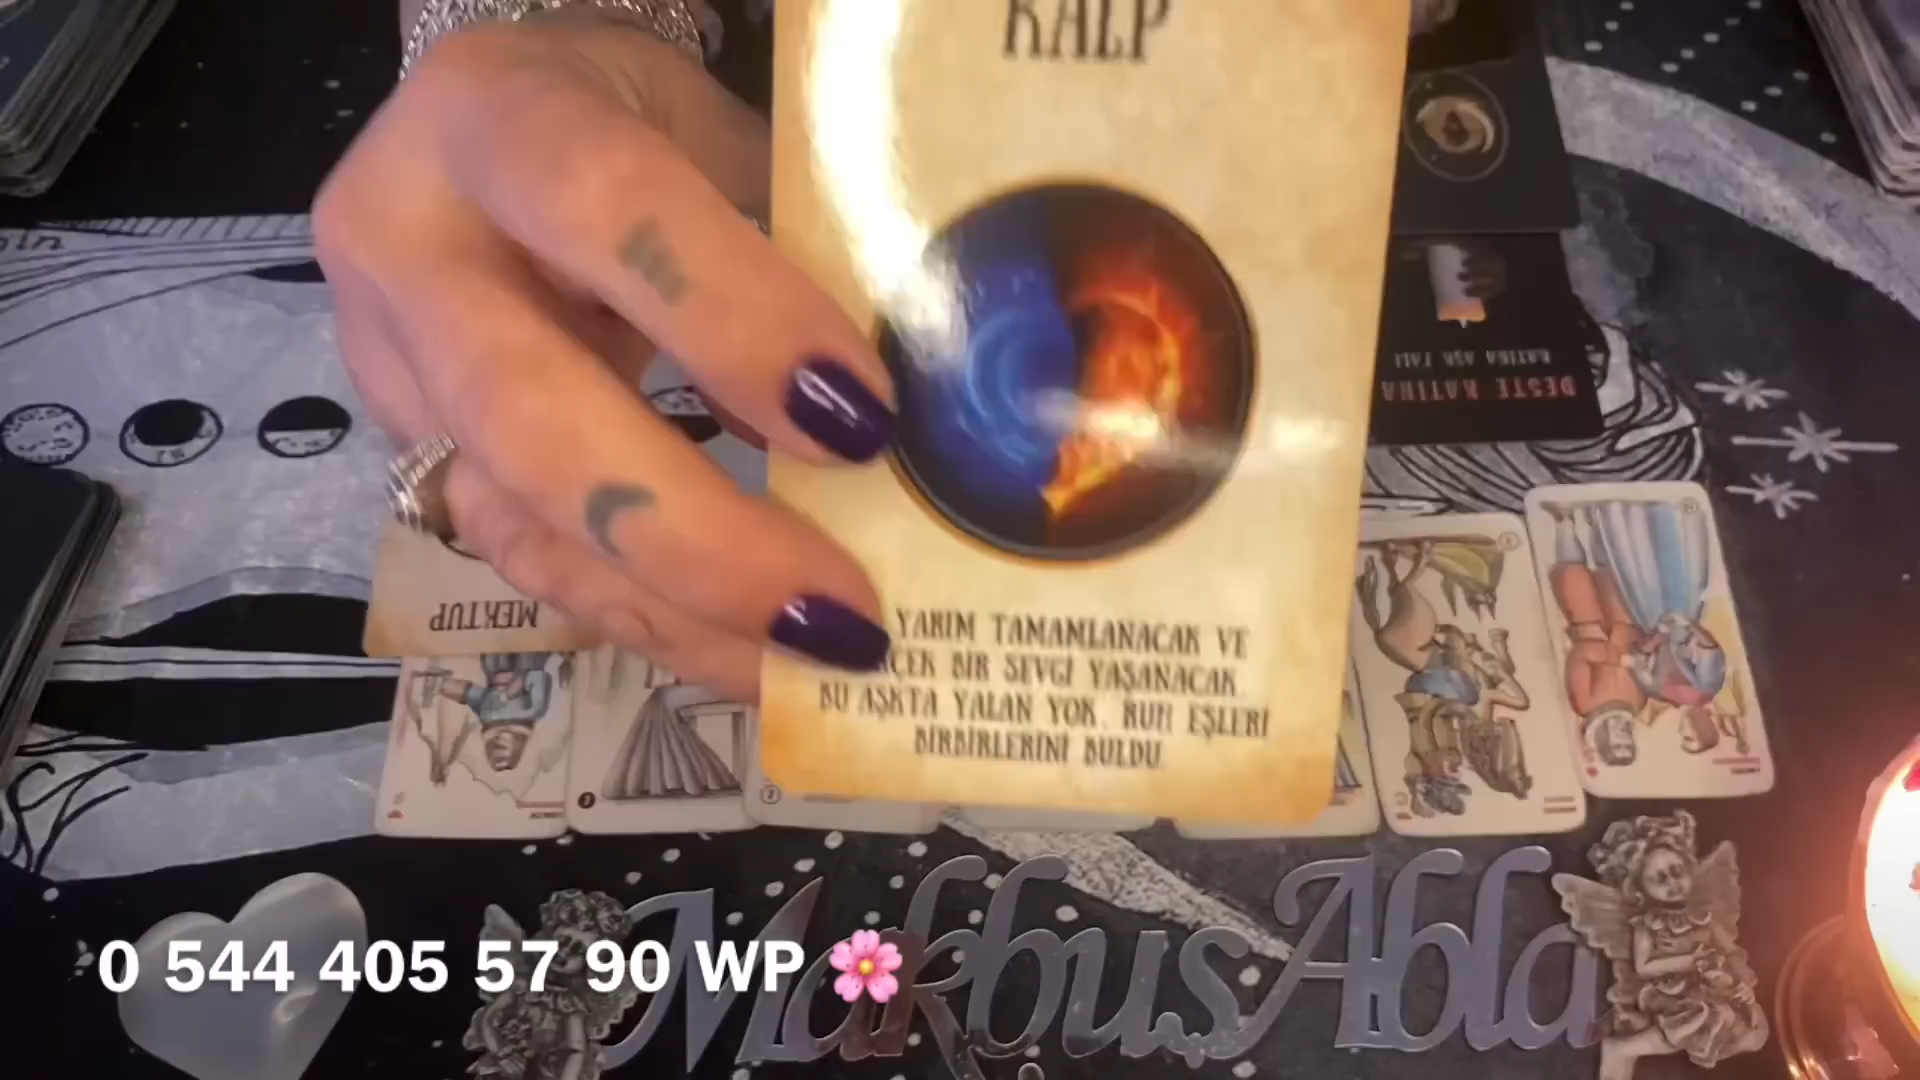 KALP
YARIM TAMAMLANACAK VE
BİR SEVGİ YAŞANACAK
BU AŞKTA YALAN YOK. RUH EŞLERİ
BİRBİRLERİNİ BULDU.
KATİNA AŞK FALI
DESTE KATİNA
MEKTUP
MakbusAbla
0 544 405 57 90 WP 🌸